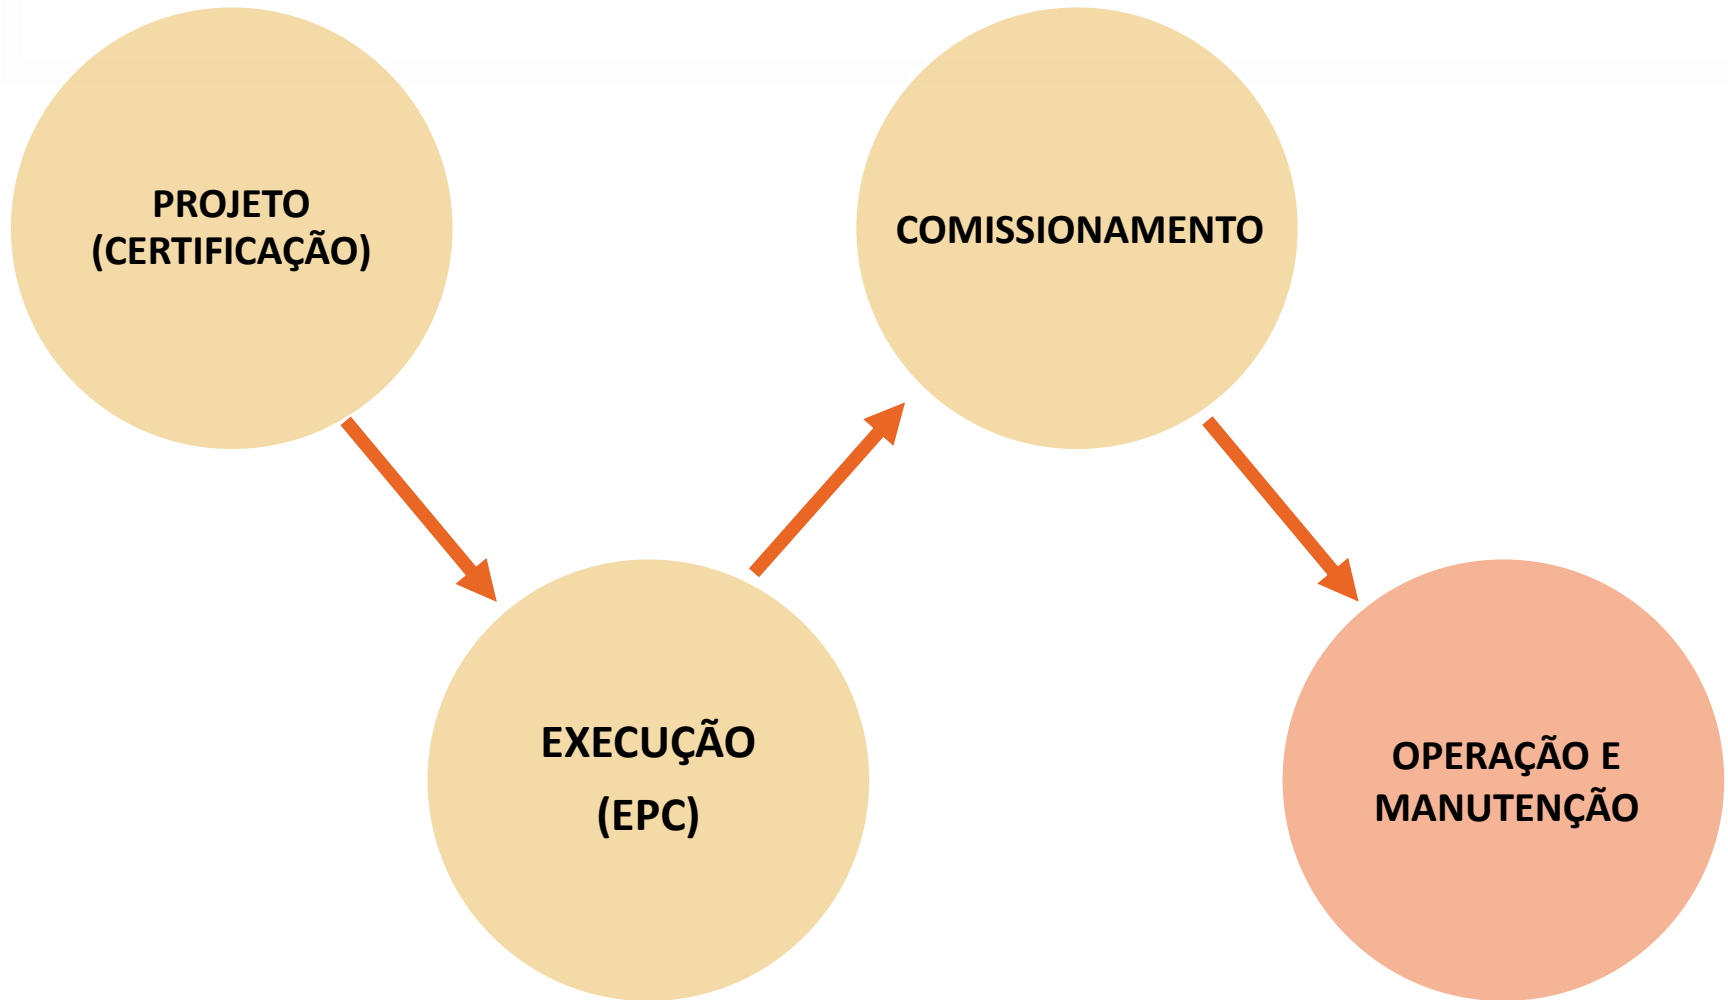 PROJETO
(CERTIFICAÇÃO)
EXECUÇÃO
(EPC)
COMISSIONAMENTO
OPERAÇÃO E
MANUTENÇÃO